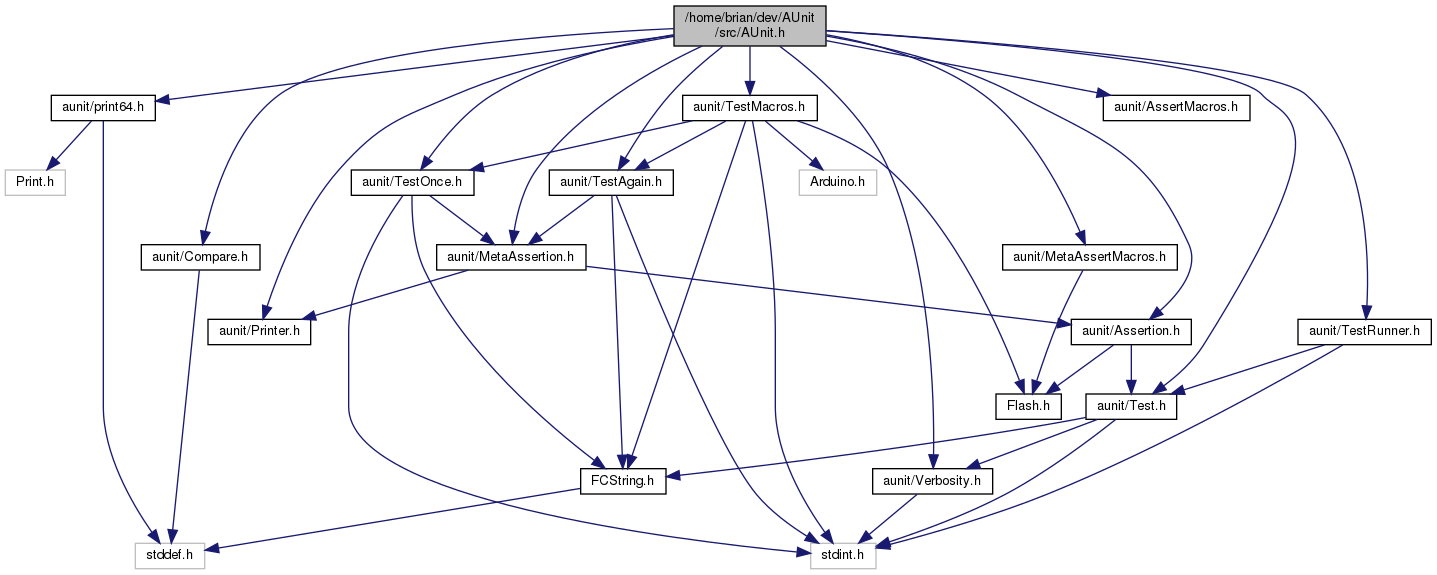 /home/brian/dev/AUnit
/src/AUnit.h
aunit/print64.h
aunit/TestMacros.h
aunit/AssertMacros.h
Print.h
aunit/TestOnce.h
aunit/TestAgain.h
Arduino.h
aunit/Compare.h
aunit/MetaAssertion.h
aunit/MetaAssertMacros.h
aunit/Printer.h
aunit/Assertion.h
aunit/TestRunner.h
Flash.h
aunit/Test.h
FCString.h
aunit/Verbosity.h
stddef.h
stdint.h